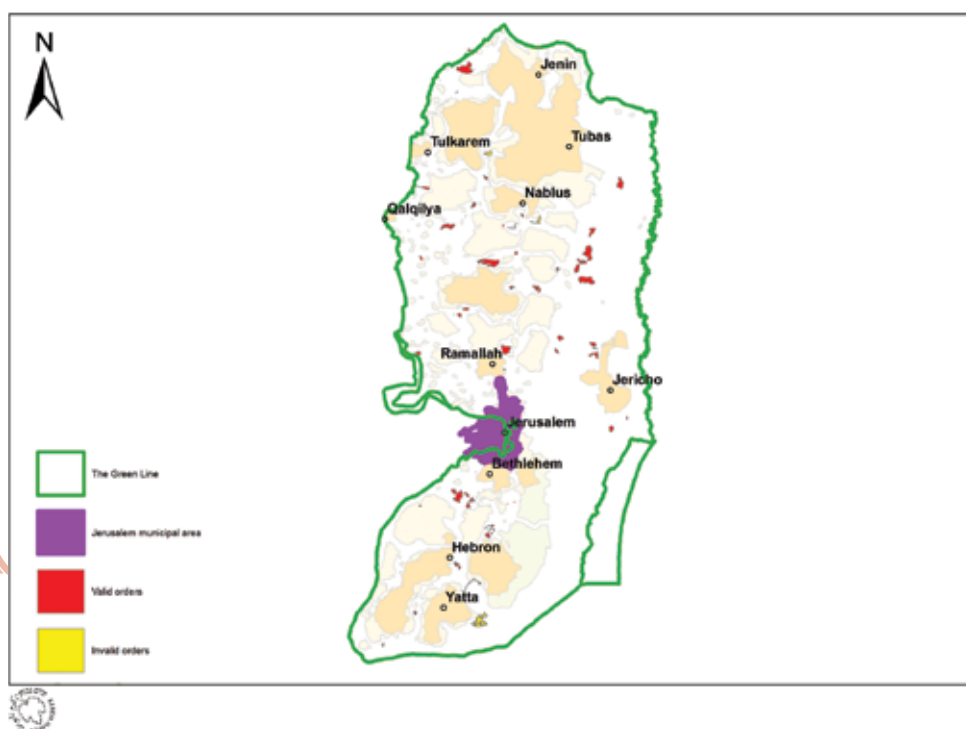 N
Jenin
Tulkarem
Tubas
Nablus
Qalqilya
Ramallah
Jericho
Jerusalem
Bethlehem
Hebron
Yatta
The Green Line
Jerusalem municipal area
Valid orders
Invalid orders